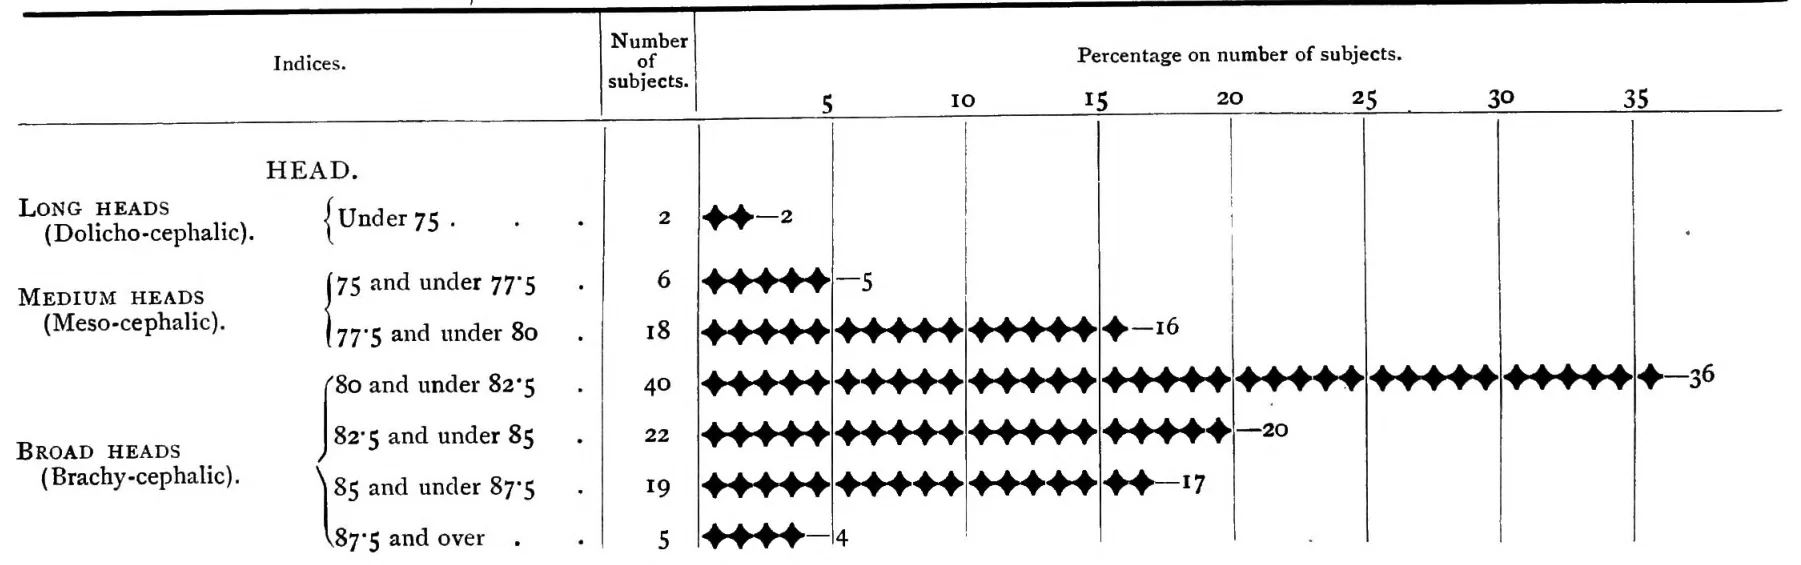 Indices.
Number
of
subjects.
Percentage on number of subjects.
5 10 15 20 25 30 35
HEAD.
LONG HEADS
(Dolicho-cephalic).
Under 75 . . . 2 —2
MEDIUM HEADS
(Meso-cephalic).
75 and under 77·5 . 6 —5
77·5 and under 80 . 18 —16
BROAD HEADS
(Brachy-cephalic).
80 and under 82·5 . 40 —36
82·5 and under 85 . 22 —20
85 and under 87·5 . 19 —17
87·5 and over . . 5 —4